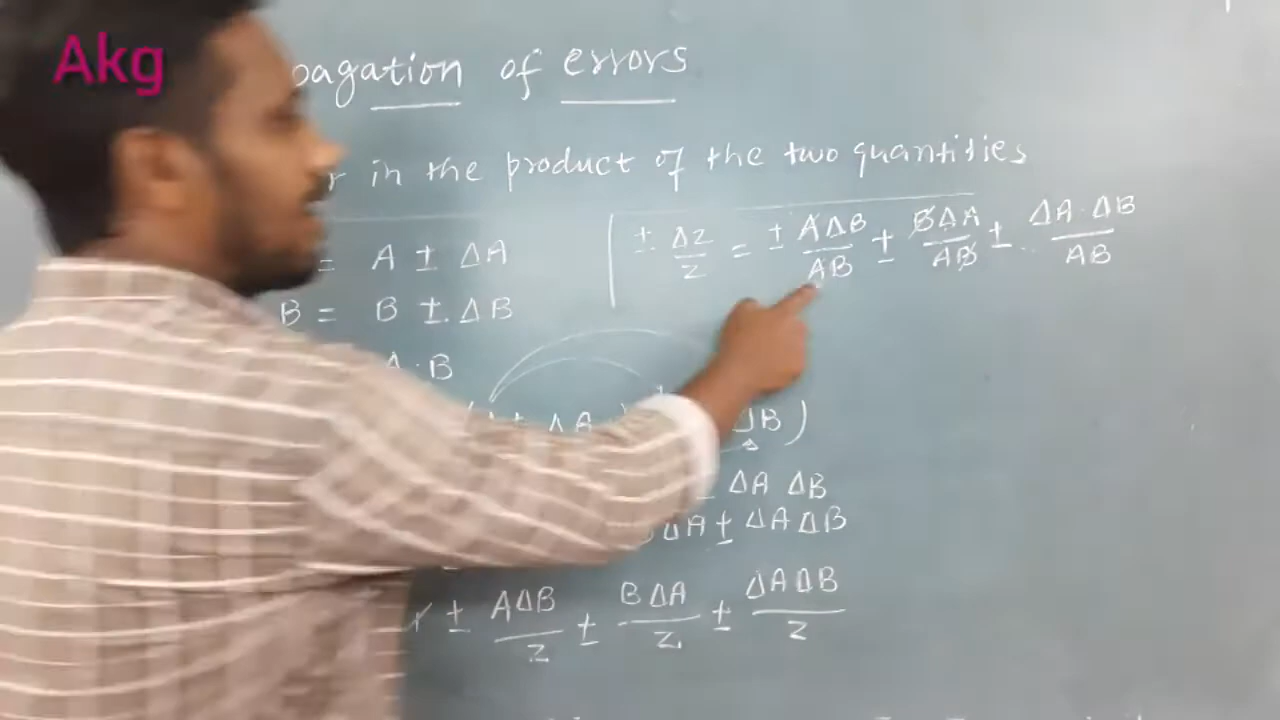 Akg
pagation of errors
r in the product of the two quantities
= A ± ΔA
B = B ± ΔB
A · B
± ΔZ/Z = ± AΔB/AB ± BΔA/AB ± ΔA·ΔB/AB
ΔA B)
ΔA ΔB
ΔA ± ΔA ΔB
± AΔB/Z ± BΔA/Z ± ΔAΔB/Z